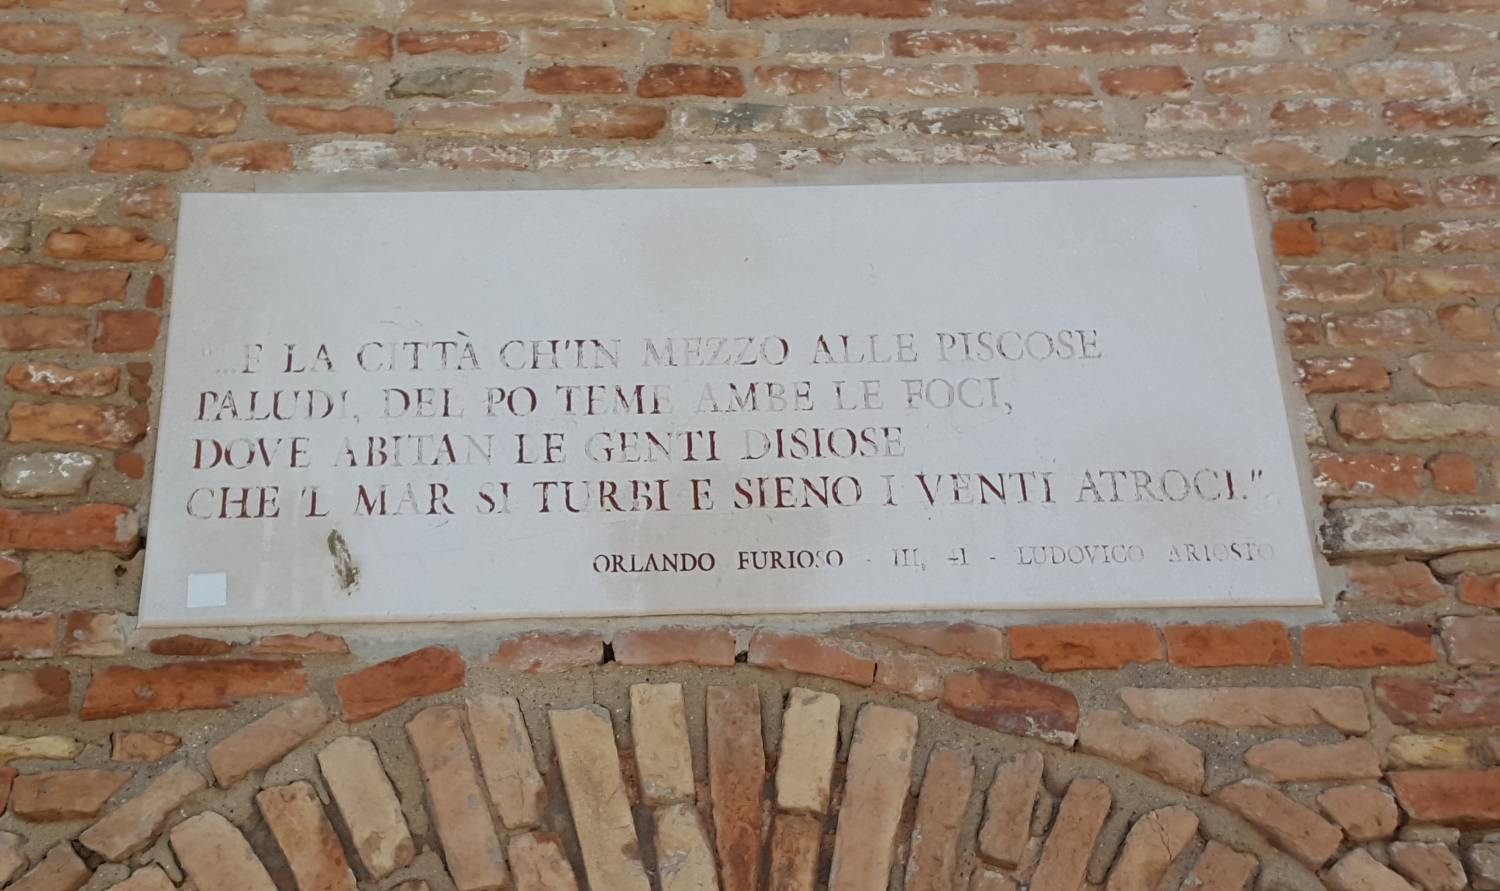 "...E LA CITTÀ CH'IN MEZZO ALLE PISCOSE
PALUDI, DEL PO TEME AMBE LE FOCI,
DOVE ABITAN LE GENTI DISIOSE
CHE 'L MAR SI TURBI E SIENO I VENTI ATROCI."
ORLANDO FURIOSO - III, 41 - LUDOVICO ARIOSTO